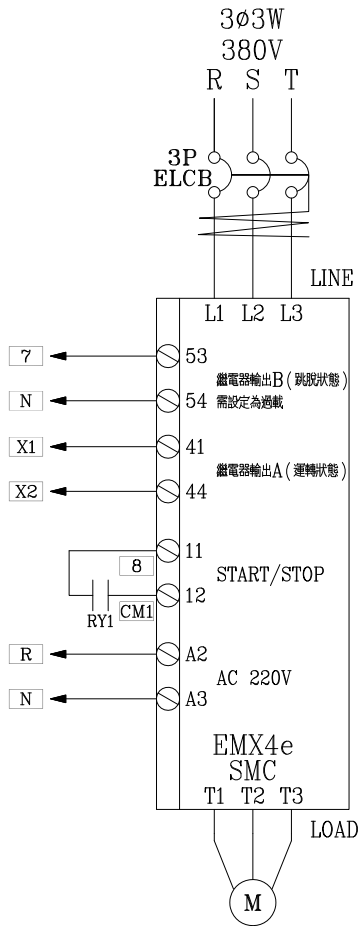 3ø3W
380V
R S T
3P
ELCB
LINE
L1 L2 L3
7 53
繼電器輸出B(跳脫狀態)
N 54 需設定為過載
X1 41
繼電器輸出A(運轉狀態)
X2 44
11
8
START/STOP
12
RY1 CM1
R A2
AC 220V
N A3
EMX4e
SMC
T1 T2 T3
LOAD
M